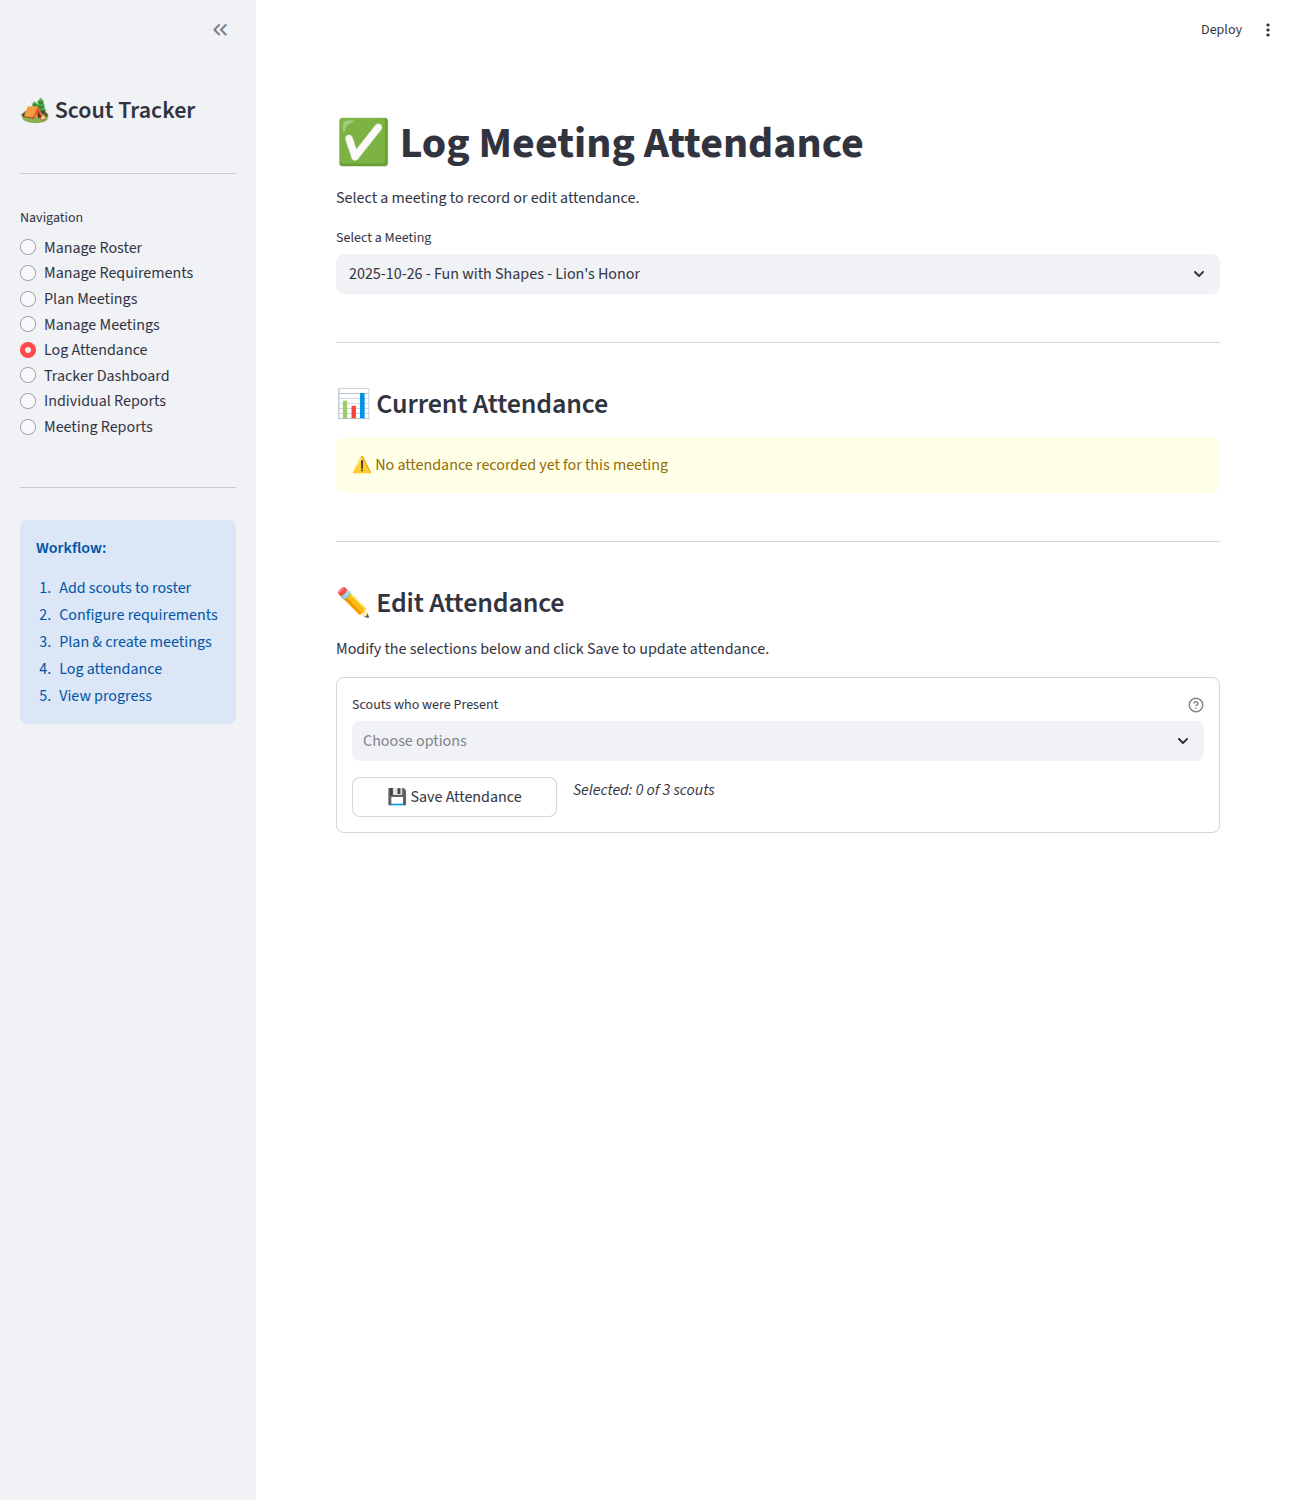 Deploy
🏕️ Scout Tracker
Navigation
Manage Roster
Manage Requirements
Plan Meetings
Manage Meetings
Log Attendance
Tracker Dashboard
Individual Reports
Meeting Reports
Workflow:
1. Add scouts to roster
2. Configure requirements
3. Plan & create meetings
4. Log attendance
5. View progress
✅ Log Meeting Attendance
Select a meeting to record or edit attendance.
Select a Meeting
2025-10-26 - Fun with Shapes - Lion's Honor
📊 Current Attendance
⚠️ No attendance recorded yet for this meeting
✏️ Edit Attendance
Modify the selections below and click Save to update attendance.
Scouts who were Present
Choose options
💾 Save Attendance
Selected: 0 of 3 scouts